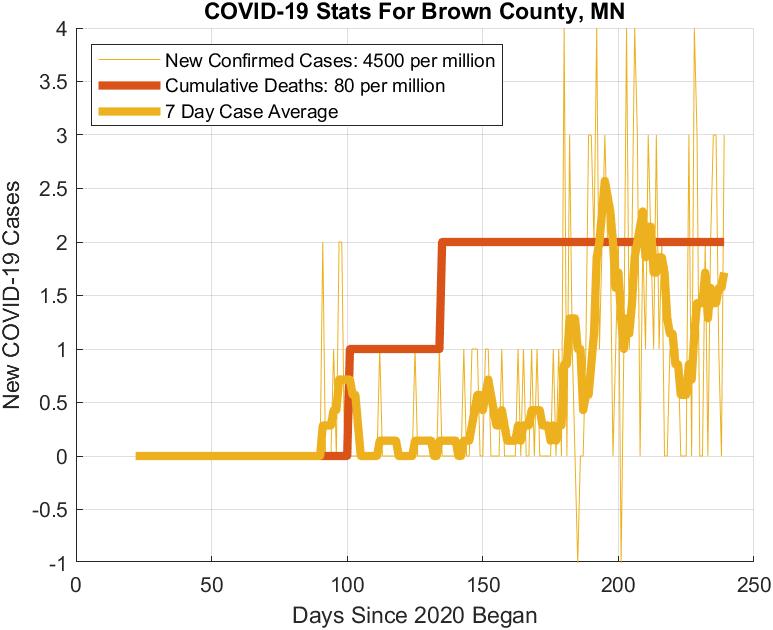 COVID-19 Stats For Brown County, MN
New Confirmed Cases: 4500 per million
Cumulative Deaths: 80 per million
7 Day Case Average
New COVID-19 Cases
4
3.5
3
2.5
2
1.5
1
0.5
0
-0.5
-1
0 50 100 150 200 250
Days Since 2020 Began